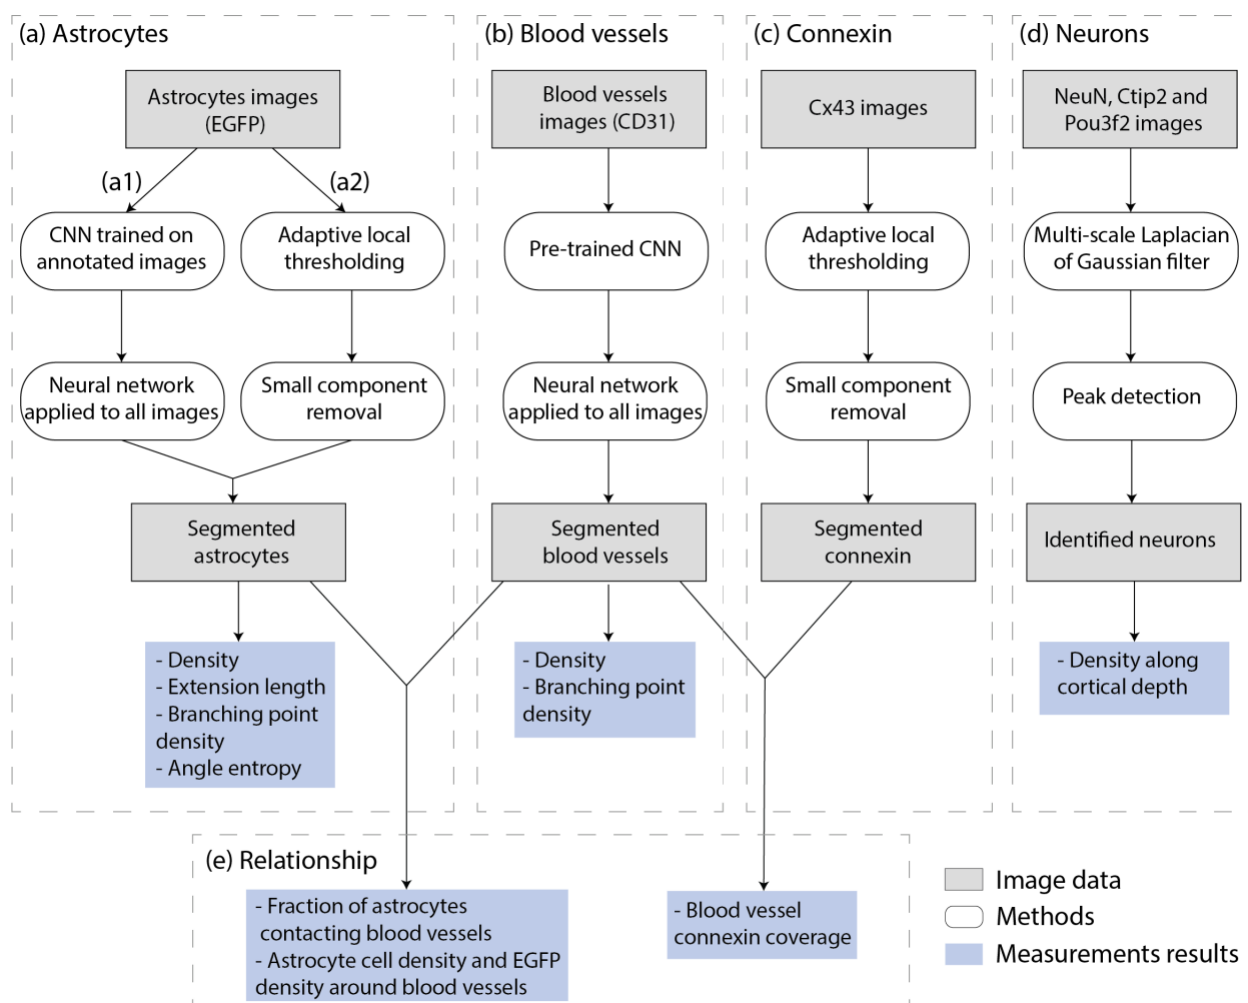 (a) Astrocytes
Astrocytes images
(EGFP)
(a1)
(a2)
CNN trained on
annotated images
Adaptive local
thresholding
Neural network
applied to all images
Small component
removal
Segmented
astrocytes
- Density
- Extension length
- Branching point
density
- Angle entropy
(b) Blood vessels
Blood vessels
images (CD31)
Pre-trained CNN
Neural network
applied to all images
Segmented
blood vessels
- Density
- Branching point
density
(c) Connexin
Cx43 images
Adaptive local
thresholding
Small component
removal
Segmented
connexin
(d) Neurons
NeuN, Ctip2 and
Pou3f2 images
Multi-scale Laplacian
of Gaussian filter
Peak detection
Identified neurons
- Density along
cortical depth
(e) Relationship
- Fraction of astrocytes
contacting blood vessels
- Astrocyte cell density and EGFP
density around blood vessels
- Blood vessel
connexin coverage
Image data
Methods
Measurements results